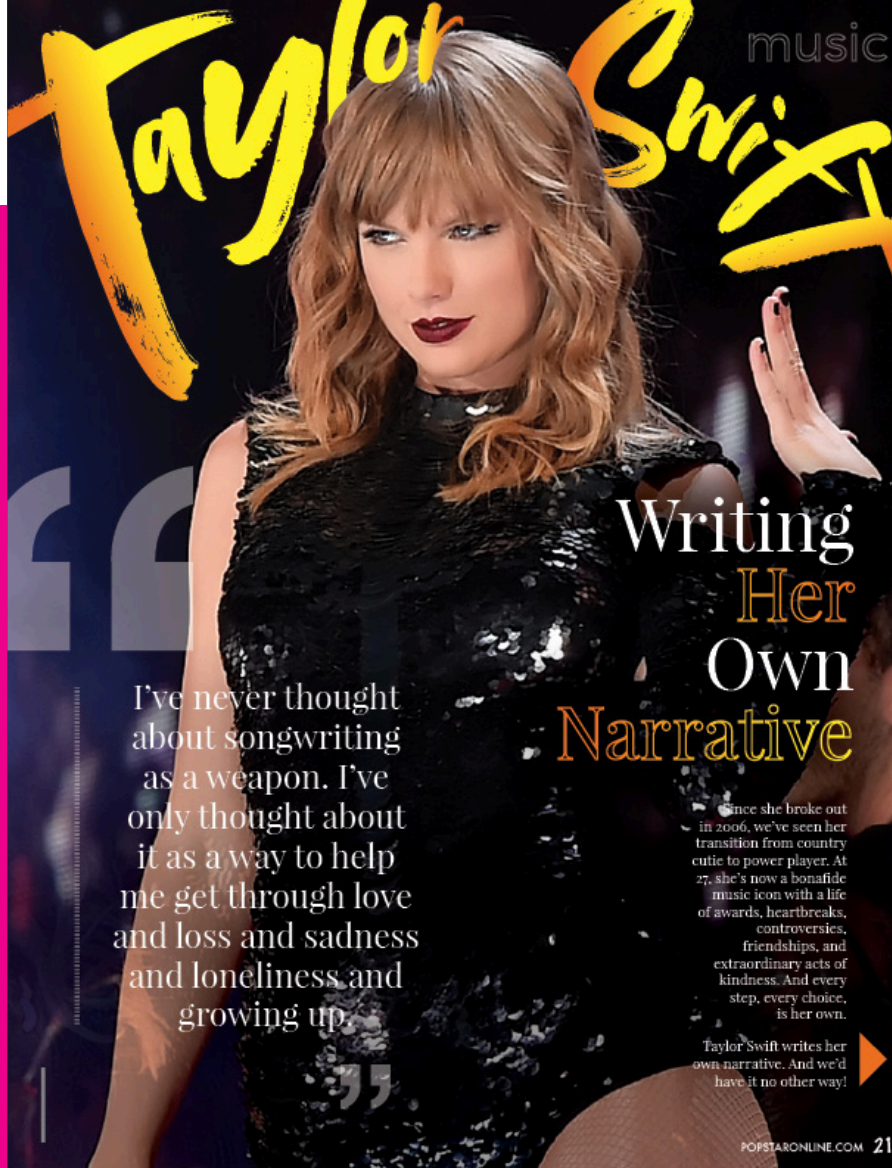 Taylor Swift
music
Writing
Her
Own
Narrative
“
I’ve never thought
about songwriting
as a weapon. I’ve
only thought about
it as a way to help
me get through love
and loss and sadness
and loneliness and
growing up.
”
Since she broke out
in 2006, we’ve seen her
transition from country
cutie to power player. At
27, she’s now a bonafide
music icon with a life
of awards, heartbreaks,
controversies,
friendships, and
extraordinary acts of
kindness. And every
step, every choice,
is her own.
Taylor Swift writes her
own narrative. And we’d
have it no other way!
POPSTARONLINE.COM 21